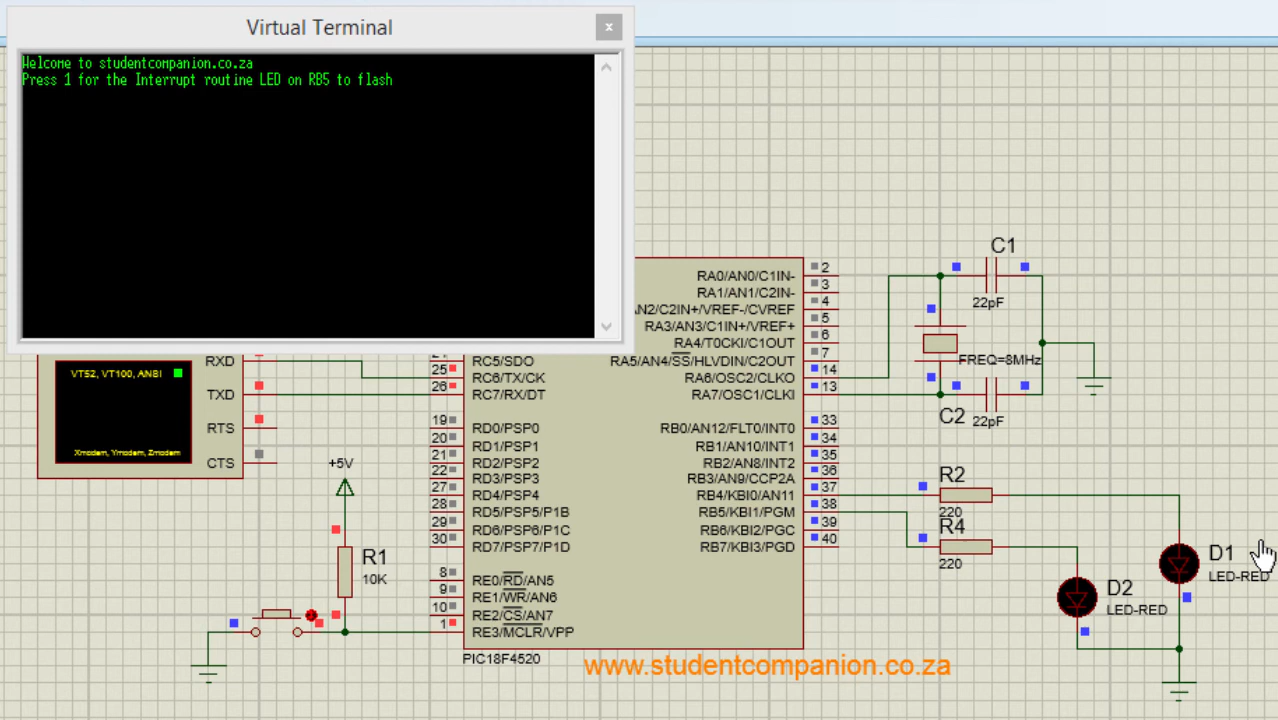 Virtual Terminal
x
Welcome to studentcompanion.co.za
Press 1 for the Interrupt routine LED on RB5 to flash
RXD
TXD
RTS
CTS
VT52, VT100, ANSI
Xmodem, Ymodem, Zmodem
+5V
R1
10K
25
26
19
20
21
22
27
28
29
30
8
9
10
1
RC5/SDO
RC6/TX/CK
RC7/RX/DT
RD0/PSP0
RD1/PSP1
RD2/PSP2
RD3/PSP3
RD4/PSP4
RD5/PSP5/P1B
RD6/PSP6/P1C
RD7/PSP7/P1D
RE0/RD/AN5
RE1/WR/AN6
RE2/CS/AN7
RE3/MCLR/VPP
PIC18F4520
RA0/AN0/C1IN-
RA1/AN1/C2IN-
AN2/C2IN+/VREF-/CVREF
RA3/AN3/C1IN+/VREF+
RA4/T0CKI/C1OUT
RA5/AN4/SS/HLVDIN/C2OUT
RA6/OSC2/CLKO
RA7/OSC1/CLKI
RB0/AN12/FLT0/INT0
RB1/AN10/INT1
RB2/AN8/INT2
RB3/AN9/CCP2A
RB4/KBI0/AN11
RB5/KBI1/PGM
RB6/KBI2/PGC
RB7/KBI3/PGD
2
3
4
5
6
7
14
13
33
34
35
36
37
38
39
40
C1
22pF
FREQ=8MHz
C2
22pF
R2
220
R4
220
D1
LED-RED
D2
LED-RED
www.studentcompanion.co.za